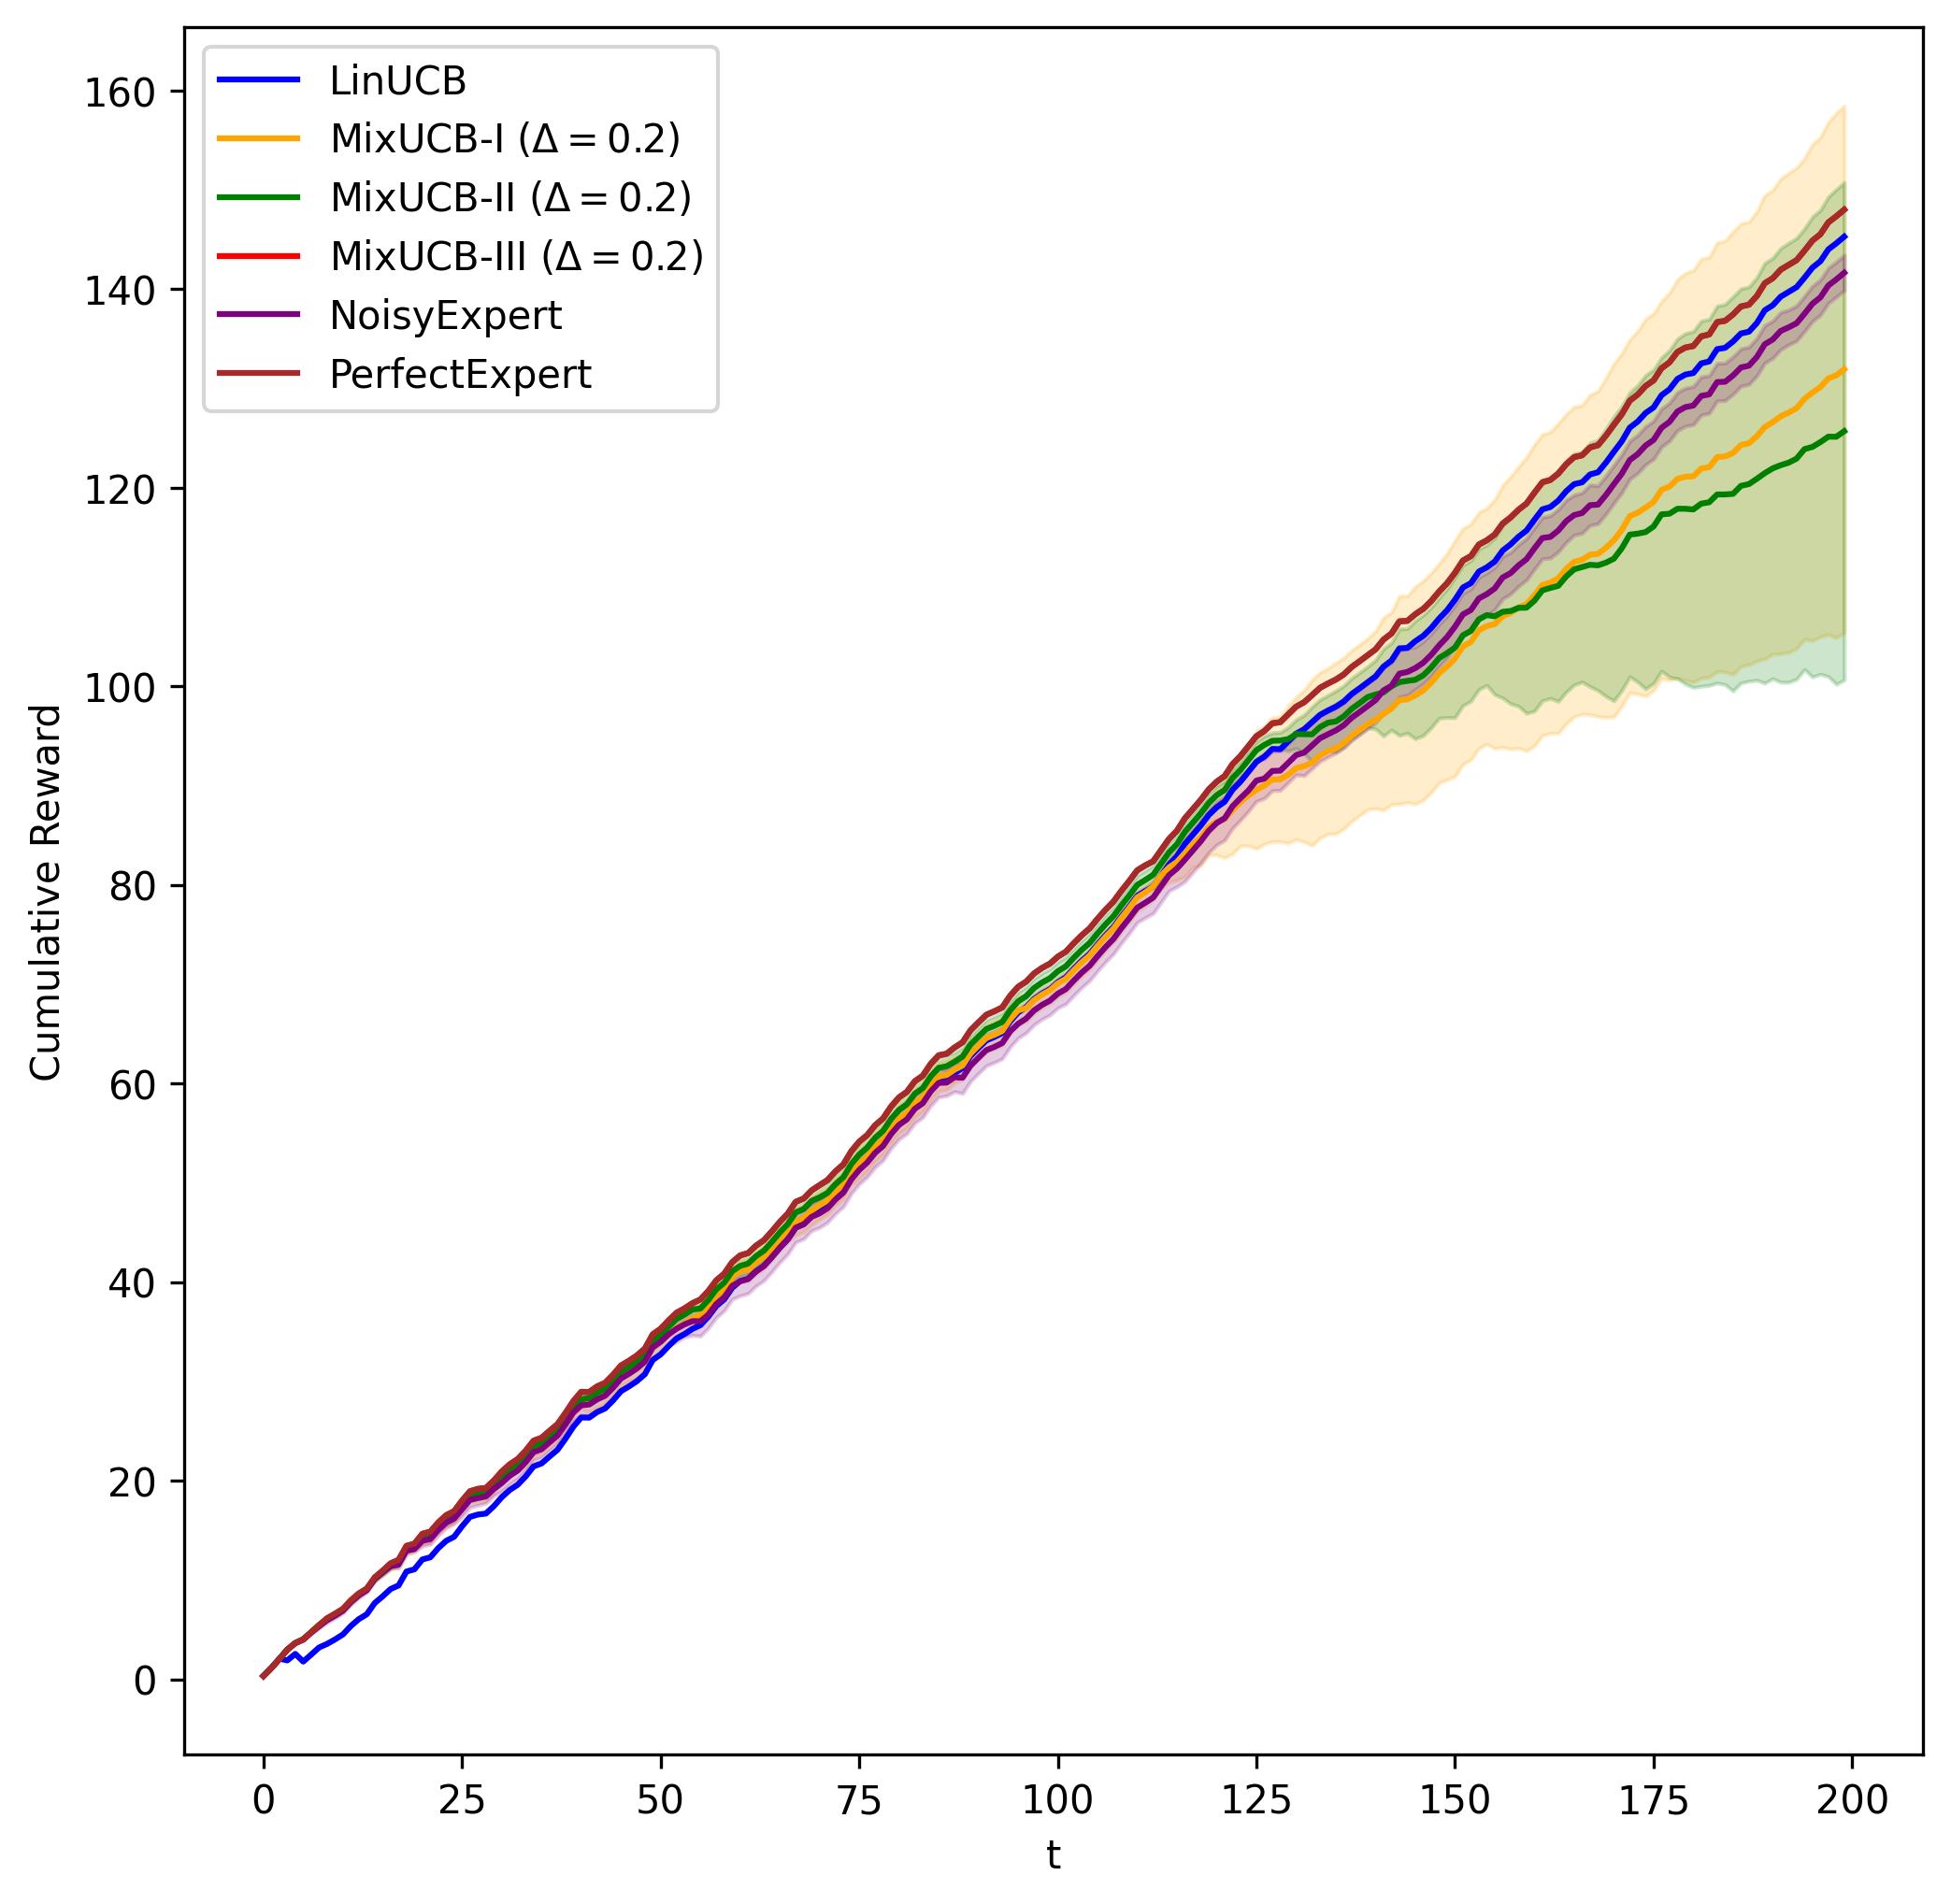 LinUCB
MixUCB-I (Δ = 0.2)
MixUCB-II (Δ = 0.2)
MixUCB-III (Δ = 0.2)
NoisyExpert
PerfectExpert
Cumulative Reward
160
140
120
100
80
60
40
20
0
0 25 50 75 100 125 150 175 200
t